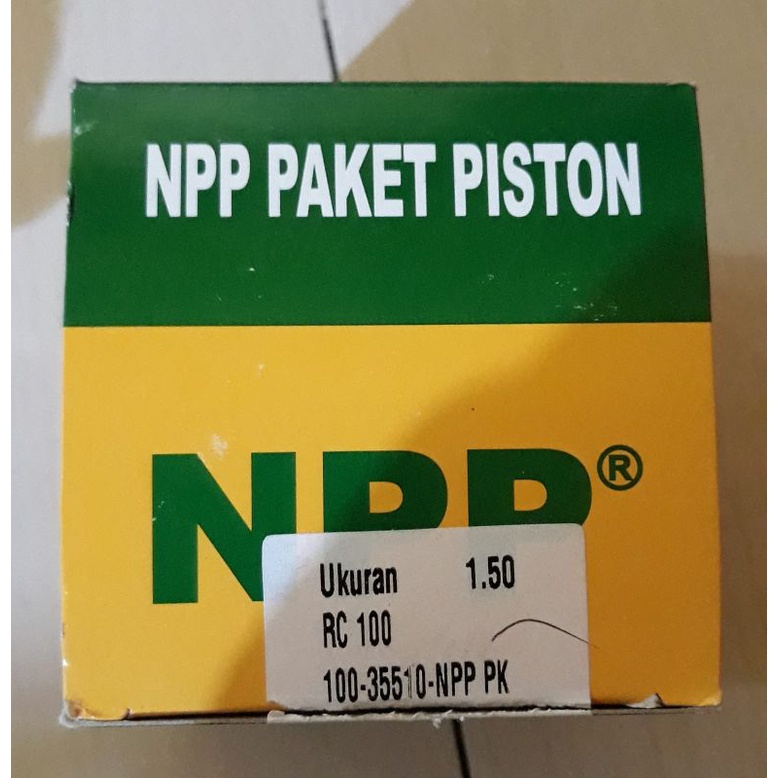 NPP PAKET PISTON
NPP®
Ukuran 1.50
RC 100
100-35510-NPP PK